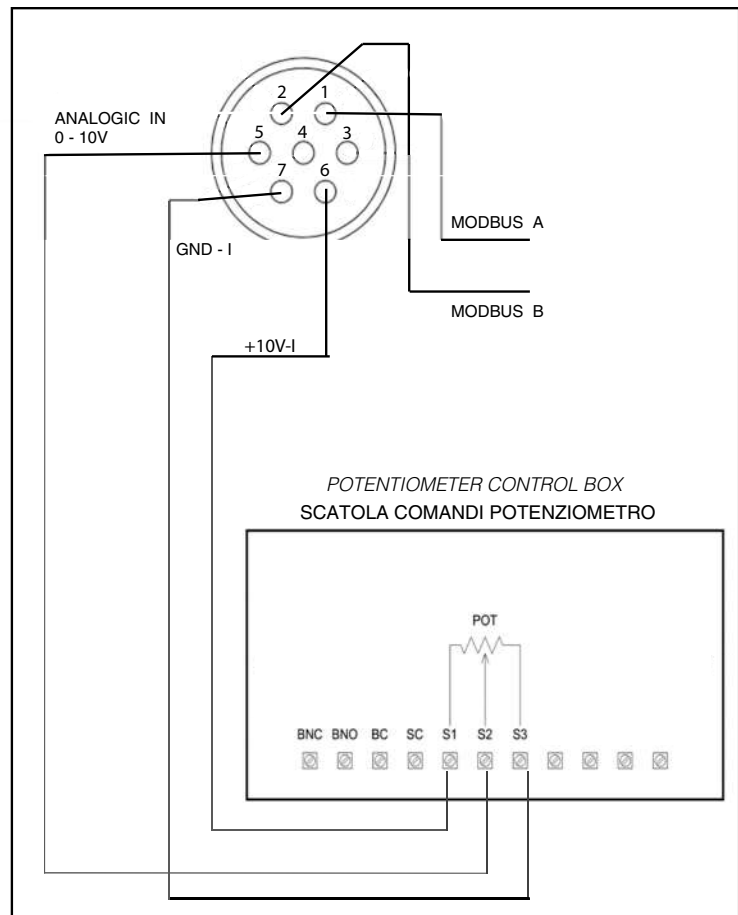 2 1
ANALOGIC IN
0 - 10V
5 4 3
7 6
MODBUS A
GND - I
MODBUS B
+10V-I
POTENTIOMETER CONTROL BOX
SCATOLA COMANDI POTENZIOMETRO
POT
BNC BNO BC SC S1 S2 S3